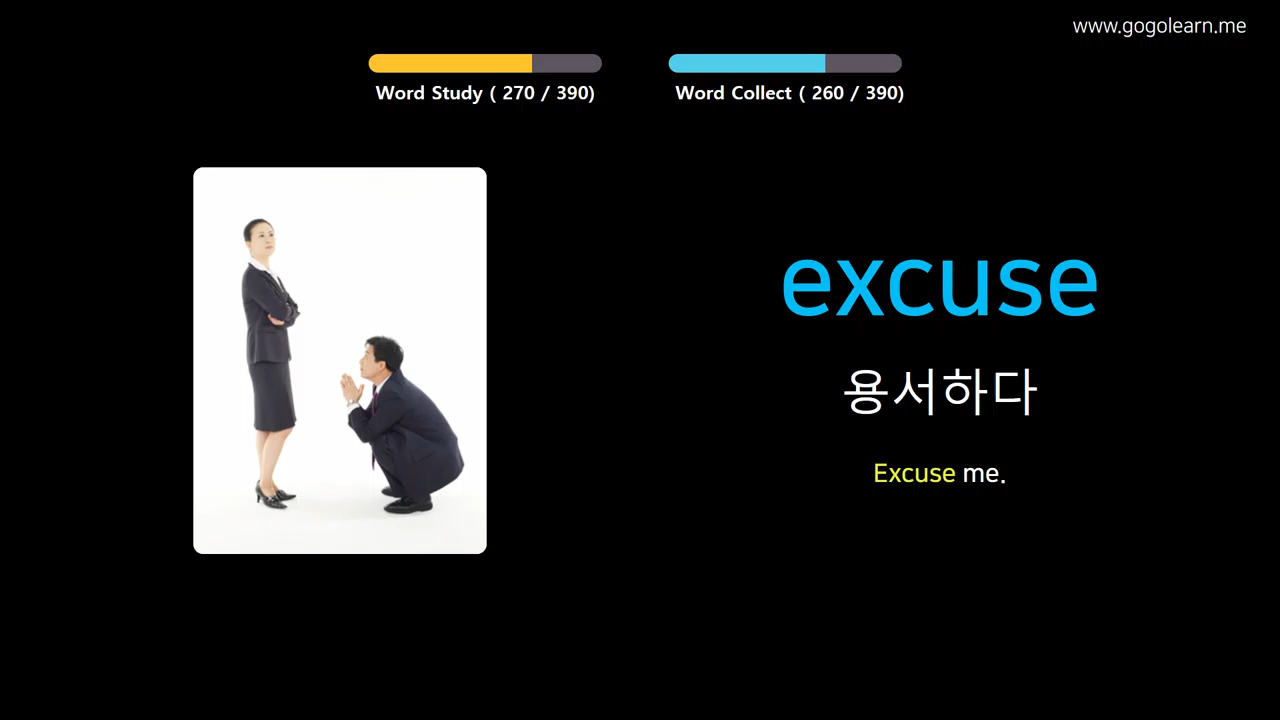 www.gogolearn.me
Word Study ( 270 / 390)
Word Collect ( 260 / 390)
excuse
용서하다
Excuse me.